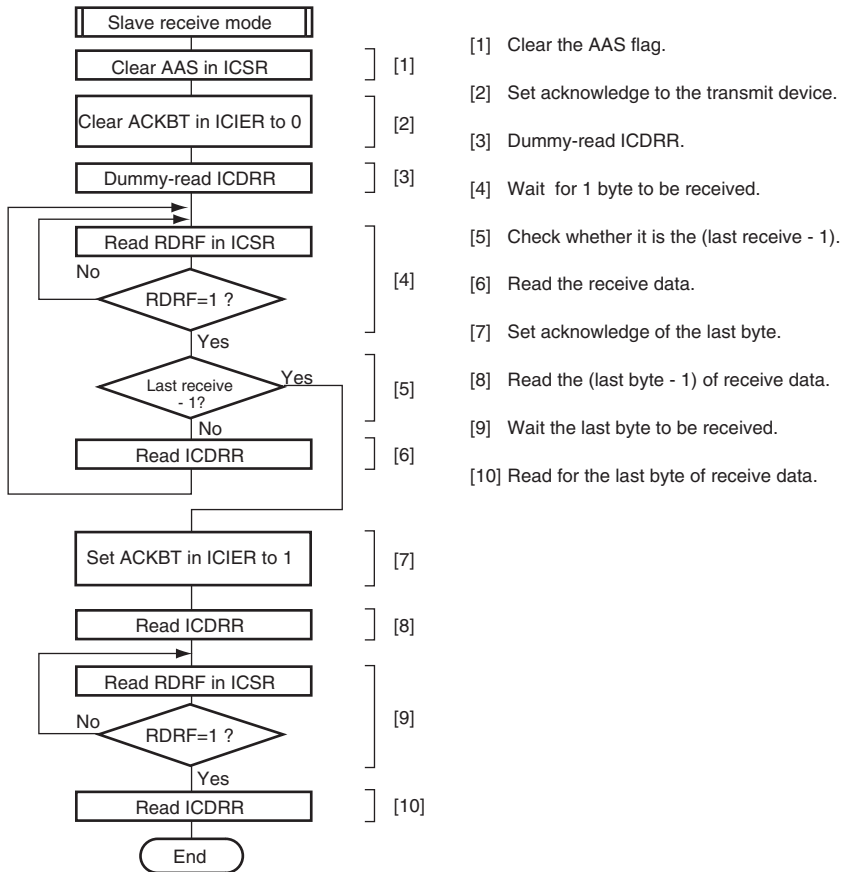 Slave receive mode
Clear AAS in ICSR
[1]
Clear ACKBT in ICIER to 0
[2]
Dummy-read ICDRR
[3]
Read RDRF in ICSR
No
[4]
RDRF=1 ?
Yes
Last receive
- 1?
Yes
[5]
No
Read ICDRR
[6]
Set ACKBT in ICIER to 1
[7]
Read ICDRR
[8]
Read RDRF in ICSR
No
[9]
RDRF=1 ?
Yes
Read ICDRR
[10]
End
[1] Clear the AAS flag.
[2] Set acknowledge to the transmit device.
[3] Dummy-read ICDRR.
[4] Wait for 1 byte to be received.
[5] Check whether it is the (last receive - 1).
[6] Read the receive data.
[7] Set acknowledge of the last byte.
[8] Read the (last byte - 1) of receive data.
[9] Wait the last byte to be received.
[10] Read for the last byte of receive data.